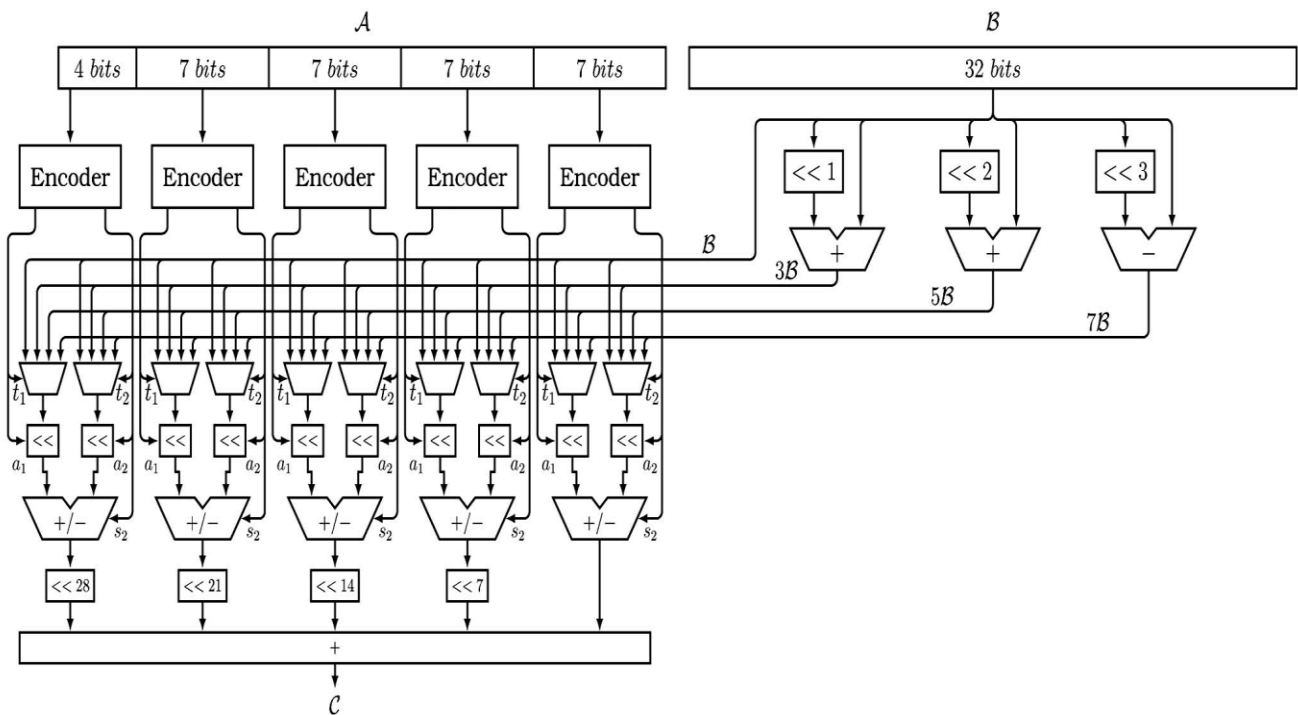 𝒜 ℬ
4 bits 7 bits 7 bits 7 bits 7 bits 32 bits
<< 1 << 2 << 3
Encoder Encoder Encoder Encoder Encoder
+ + −
ℬ
3ℬ
5ℬ
7ℬ
t₁ t₂ t₁ t₂ t₁ t₂ t₁ t₂ t₁ t₂
<< << << << << << << << << <<
a₁ a₂ a₁ a₂ a₁ a₂ a₁ a₂ a₁ a₂
+/− +/− +/− +/− +/−
s₂ s₂ s₂ s₂ s₂
<< 28 << 21 << 14 << 7
+
𝒞